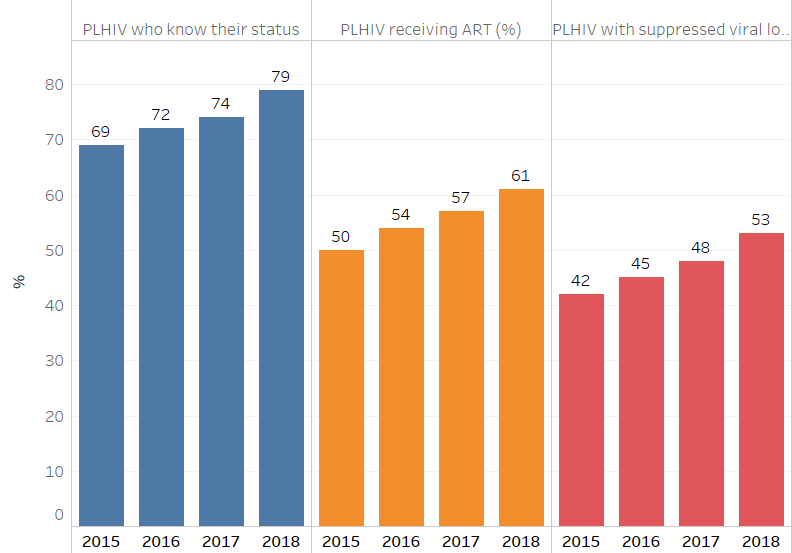 PLHIV who know their status PLHIV receiving ART (%) PLHIV with suppressed viral lo..
80
70
60
50
40
30
20
10
0
%
69 72 74 79
50 54 57 61
42 45 48 53
2015 2016 2017 2018 2015 2016 2017 2018 2015 2016 2017 2018